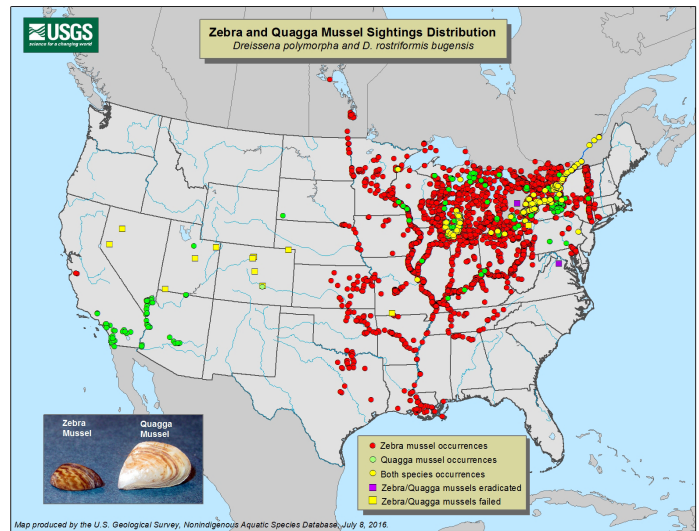 USGS
science for a changing world
Zebra and Quagga Mussel Sightings Distribution
Dreissena polymorpha and D. rostriformis bugensis
Zebra
Mussel
Quagga
Mussel
Zebra mussel occurrences
Quagga mussel occurrences
Both species occurrences
Zebra/Quagga mussels eradicated
Zebra/Quagga mussels failed
Map produced by the U.S. Geological Survey, Nonindigenous Aquatic Species Database, July 8, 2016.